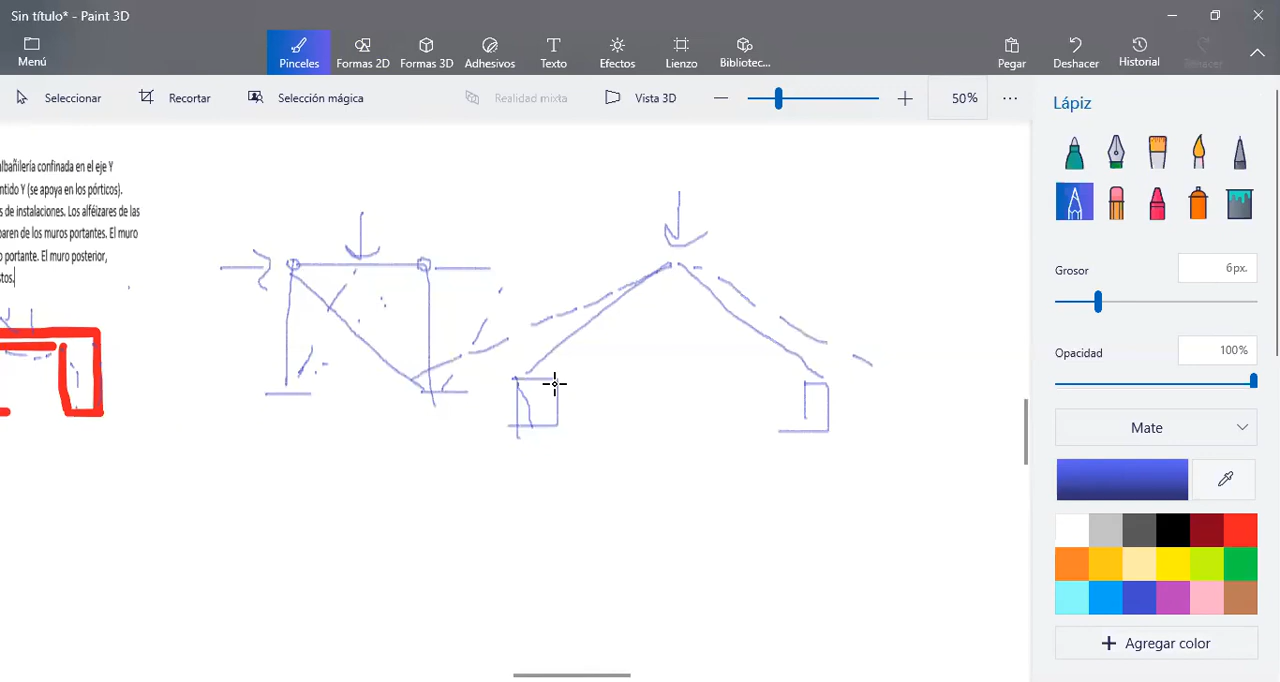 Sin título* - Paint 3D
Menú
Pinceles
Formas 2D
Formas 3D
Adhesivos
Texto
Efectos
Lienzo
Bibliotec...
Pegar
Deshacer
Historial
Rehacer
Seleccionar
Recortar
Selección mágica
Realidad mixta
Vista 3D
50%
Lápiz
Grosor
6px.
Opacidad
100%
Mate
Agregar color
albañilería confinada en el eje Y
ntido Y (se apoya en los pórticos).
s de instalaciones. Los alféizares de las
paren de los muros portantes. El muro
o portante. El muro posterior,
stos.